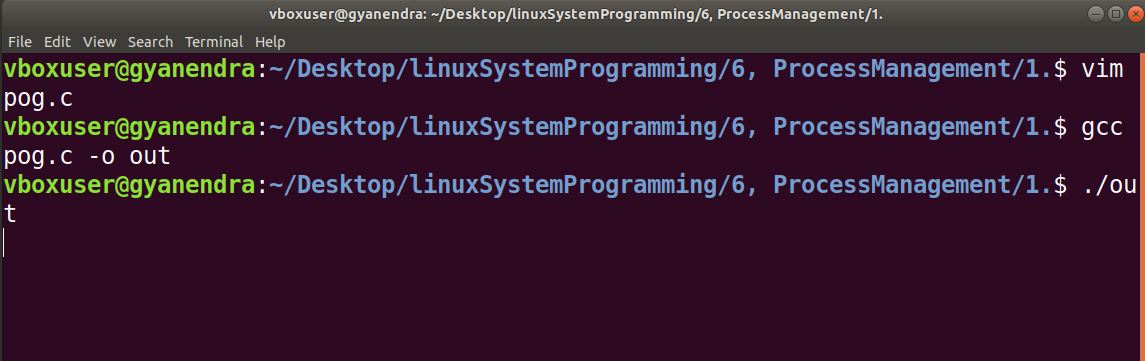 vboxuser@gyanendra: ~/Desktop/linuxSystemProgramming/6, ProcessManagement/1.
File Edit View Search Terminal Help
vboxuser@gyanendra:~/Desktop/linuxSystemProgramming/6, ProcessManagement/1.$ vim
pog.c
vboxuser@gyanendra:~/Desktop/linuxSystemProgramming/6, ProcessManagement/1.$ gcc
pog.c -o out
vboxuser@gyanendra:~/Desktop/linuxSystemProgramming/6, ProcessManagement/1.$ ./ou
t